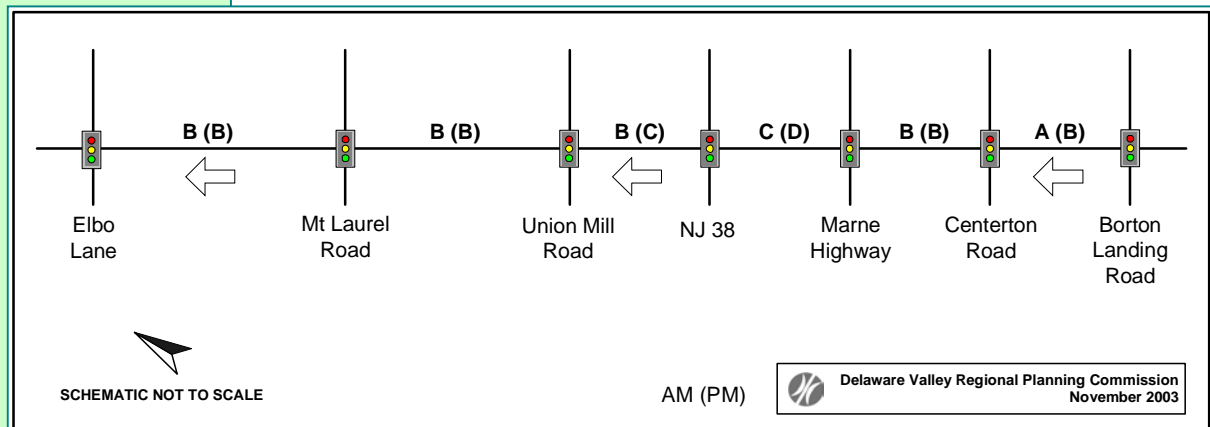 B (B)
B (B)
B (C)
C (D)
B (B)
A (B)
Elbo
Lane
Mt Laurel
Road
Union Mill
Road
NJ 38
Marne
Highway
Centerton
Road
Borton
Landing
Road
SCHEMATIC NOT TO SCALE
AM (PM)
Delaware Valley Regional Planning Commission
November 2003